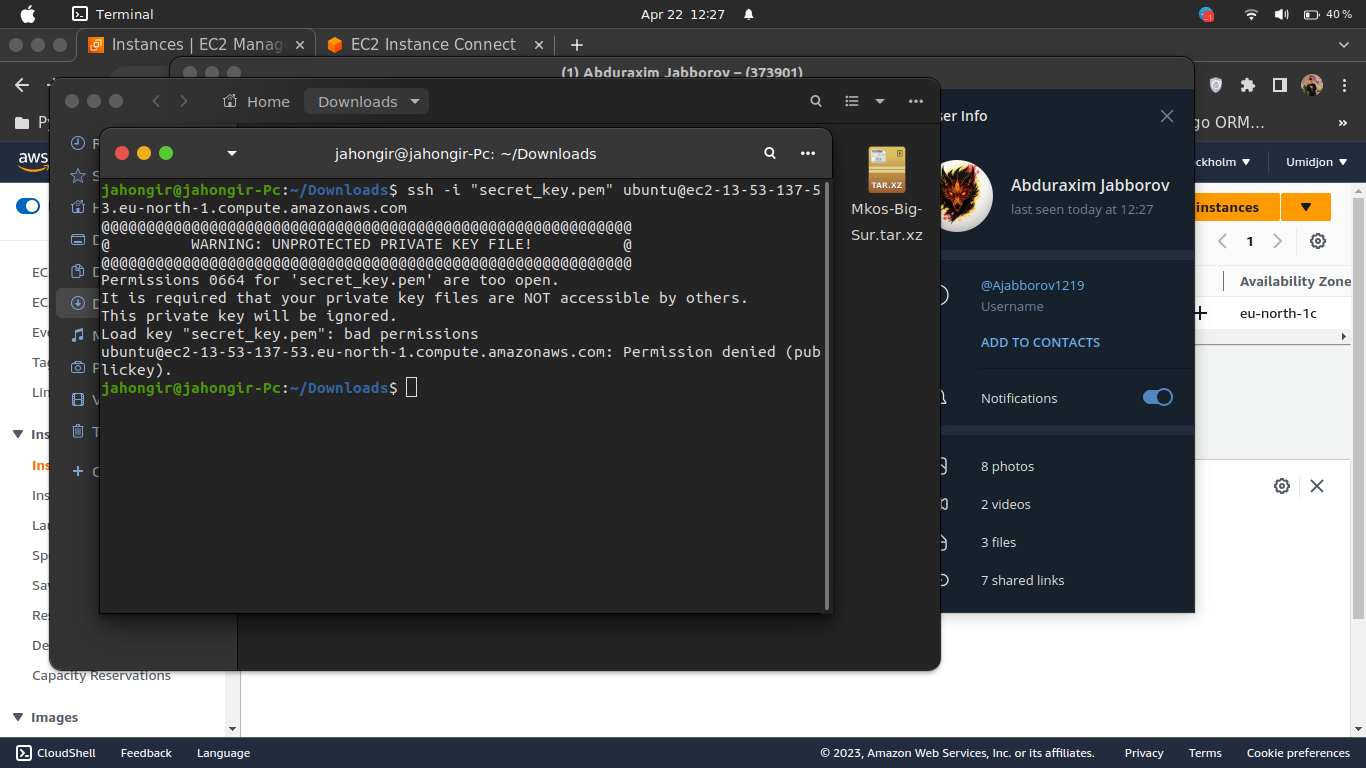 Terminal
Apr 22 12:27
40 %
Instances | EC2 Manag
EC2 Instance Connect
(1) Abduraxim Jabborov – (373901)
Home
Downloads
jahongir@jahongir-Pc: ~/Downloads
jahongir@jahongir-Pc:~/Downloads$ ssh -i "secret_key.pem" ubuntu@ec2-13-53-137-5
3.eu-north-1.compute.amazonaws.com
@@@@@@@@@@@@@@@@@@@@@@@@@@@@@@@@@@@@@@@@@@@@@@@@@@@@@@@@@@@
@         WARNING: UNPROTECTED PRIVATE KEY FILE!          @
@@@@@@@@@@@@@@@@@@@@@@@@@@@@@@@@@@@@@@@@@@@@@@@@@@@@@@@@@@@
Permissions 0664 for 'secret_key.pem' are too open.
It is required that your private key files are NOT accessible by others.
This private key will be ignored.
Load key "secret_key.pem": bad permissions
ubuntu@ec2-13-53-137-53.eu-north-1.compute.amazonaws.com: Permission denied (pub
lickey).
jahongir@jahongir-Pc:~/Downloads$
TAR.XZ
Mkos-Big-
Sur.tar.xz
ser Info
Abduraxim Jabborov
last seen today at 12:27
@Ajabborov1219
Username
ADD TO CONTACTS
Notifications
8 photos
2 videos
3 files
7 shared links
go ORM...
»
aws
ockholm
Umidjon
instances
1
Availability Zone
eu-north-1c
EC
EC
Eve
Tag
Lin
Ins
Ins
Ins
Lau
Sp
Sav
Res
De
Capacity Reservations
Images
CloudShell
Feedback
Language
© 2023, Amazon Web Services, Inc. or its affiliates.
Privacy
Terms
Cookie preferences